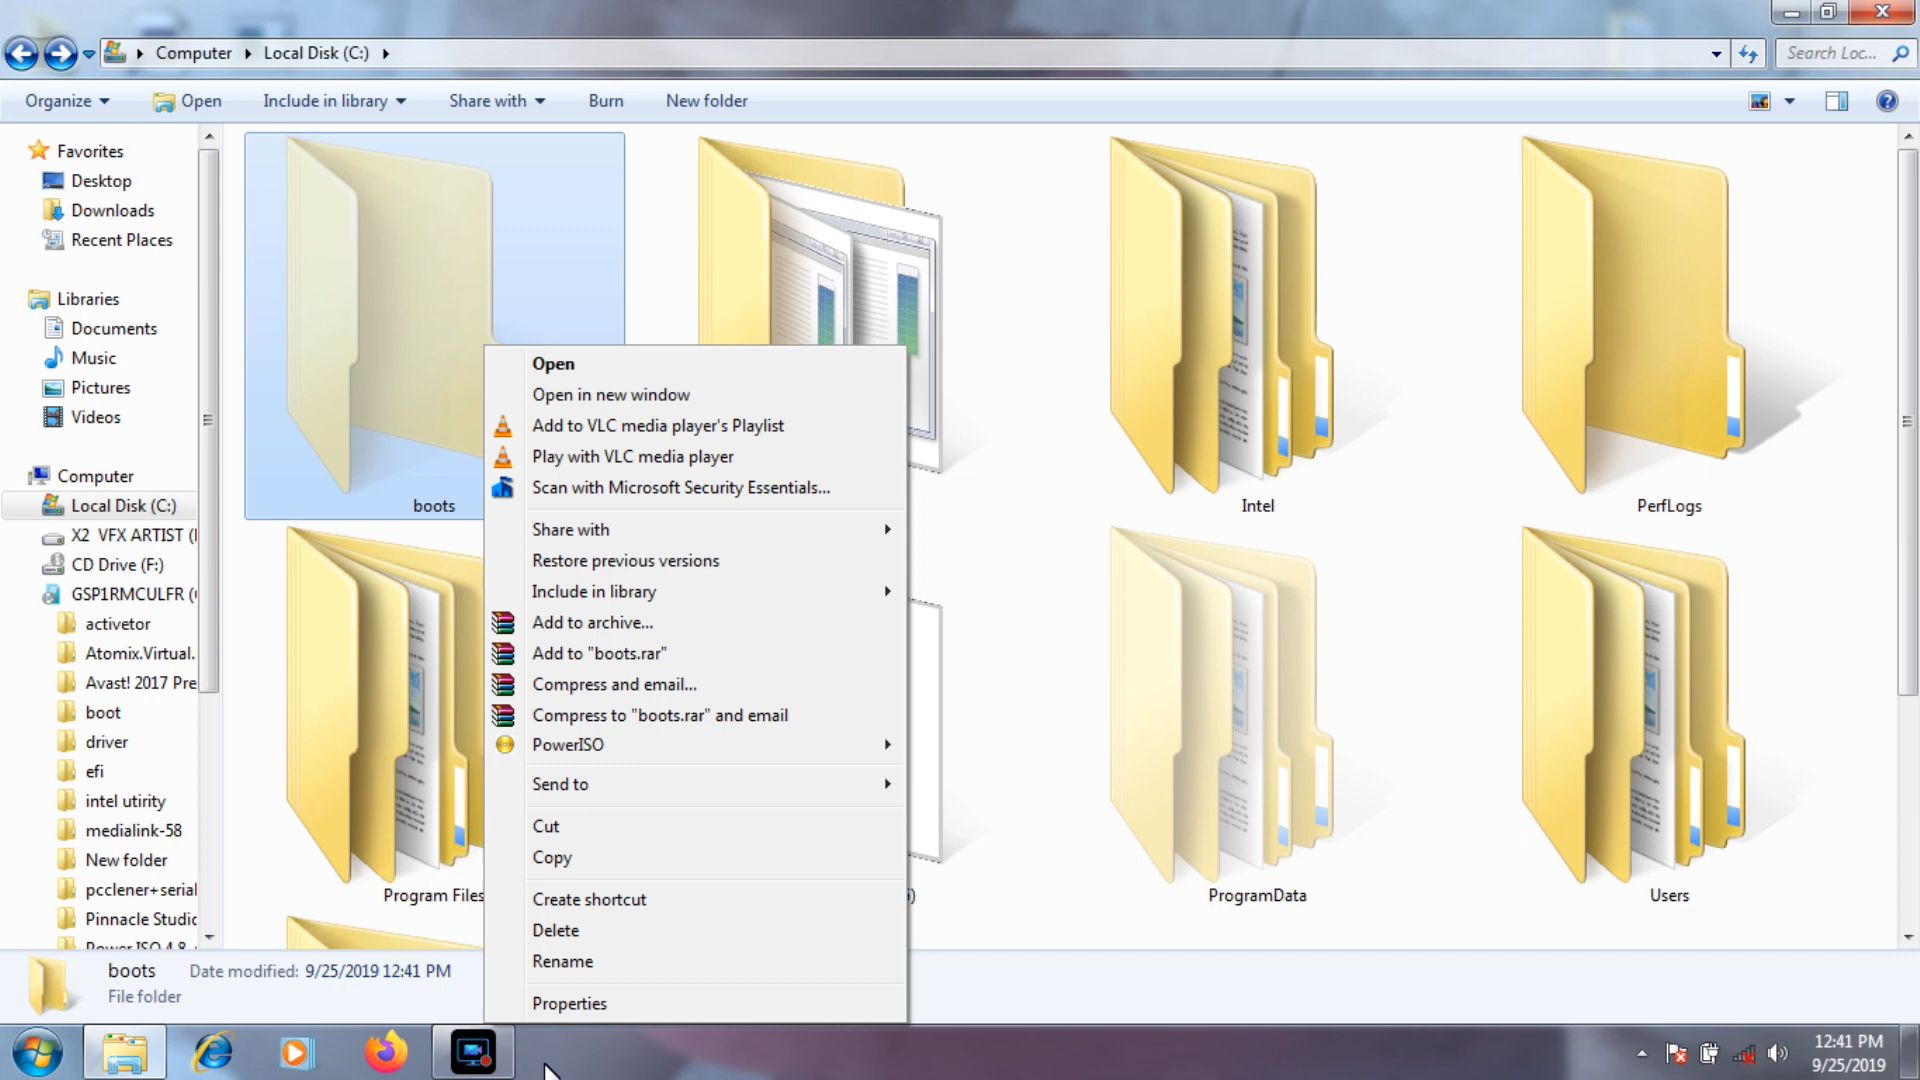 Computer
Local Disk (C:)
Search Loc...
Organize
Open
Include in library
Share with
Burn
New folder
Favorites
Desktop
Downloads
Recent Places
Libraries
Documents
Music
Pictures
Videos
Computer
Local Disk (C:)
X2 VFX ARTIST (
CD Drive (F:)
GSP1RMCULFR (
activetor
Atomix.Virtual.
Avast! 2017 Pre
boot
driver
efi
intel utirity
medialink-58
New folder
pcclener+serial
Pinnacle Studio
Power ISO 4.8
boots
Intel
PerfLogs
Program Files
)
ProgramData
Users
Open
Open in new window
Add to VLC media player's Playlist
Play with VLC media player
Scan with Microsoft Security Essentials...
Share with
Restore previous versions
Include in library
Add to archive...
Add to "boots.rar"
Compress and email...
Compress to "boots.rar" and email
PowerISO
Send to
Cut
Copy
Create shortcut
Delete
Rename
Properties
boots
Date modified: 9/25/2019 12:41 PM
File folder
12:41 PM
9/25/2019